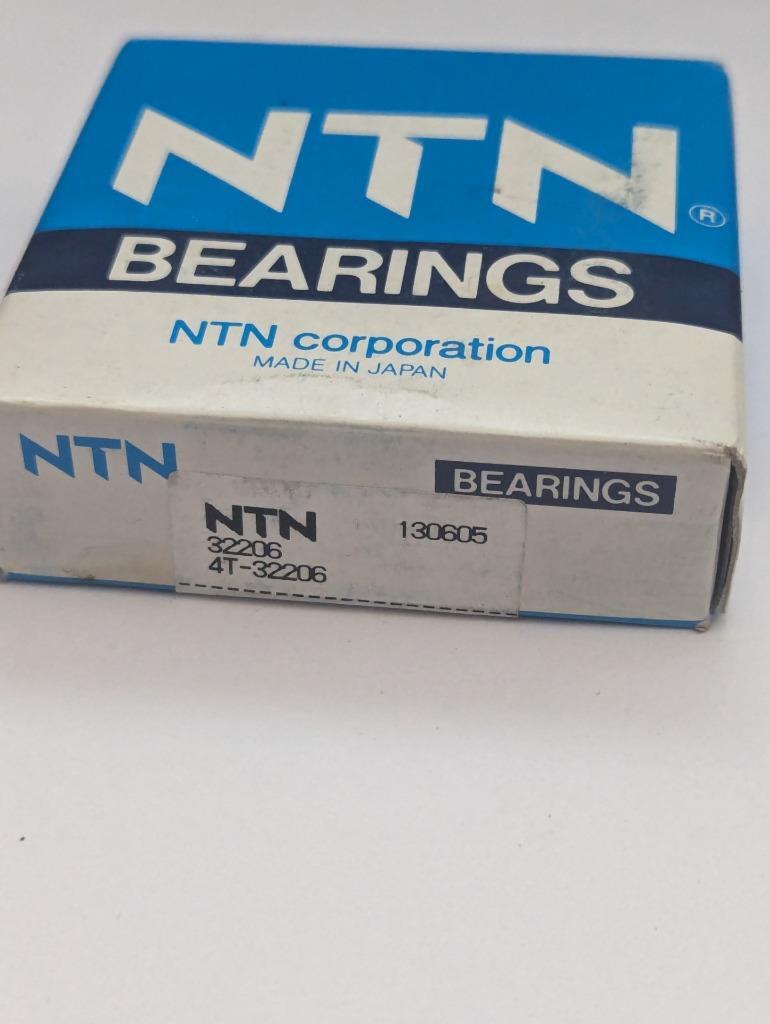 NTN ®
BEARINGS
NTN corporation
MADE IN JAPAN
NTN
BEARINGS
NTN
130605
32206
4T-32206